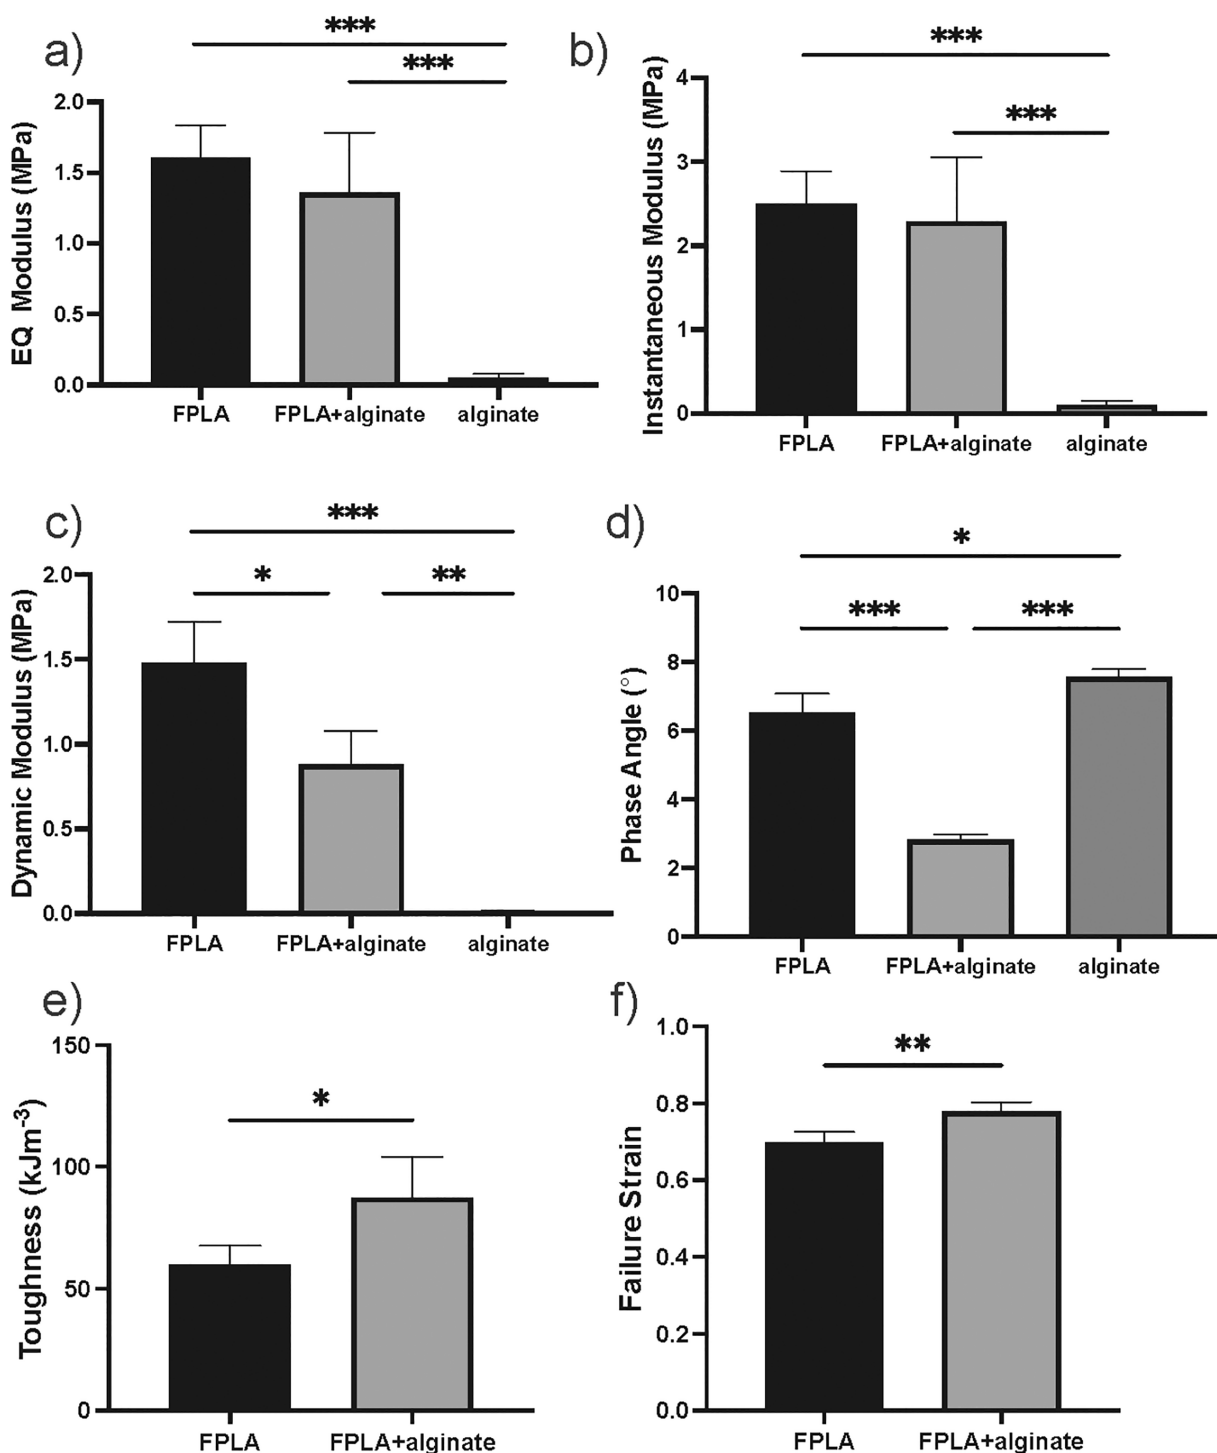 a)
***
***
EQ Modulus (MPa)
2.0
1.5
1.0
0.5
0.0
FPLA FPLA+alginate alginate
b)
***
***
Instantaneous Modulus (MPa)
4
3
2
1
0
FPLA FPLA+alginate alginate
c)
***
* **
Dynamic Modulus (MPa)
2.0
1.5
1.0
0.5
0.0
FPLA FPLA+alginate alginate
d)
*
*** ***
Phase Angle (°)
10
8
6
4
2
0
FPLA FPLA+alginate alginate
e)
*
Toughness (kJm⁻³)
150
100
50
0
FPLA FPLA+alginate
f)
**
Failure Strain
1.0
0.8
0.6
0.4
0.2
0.0
FPLA FPLA+alginate